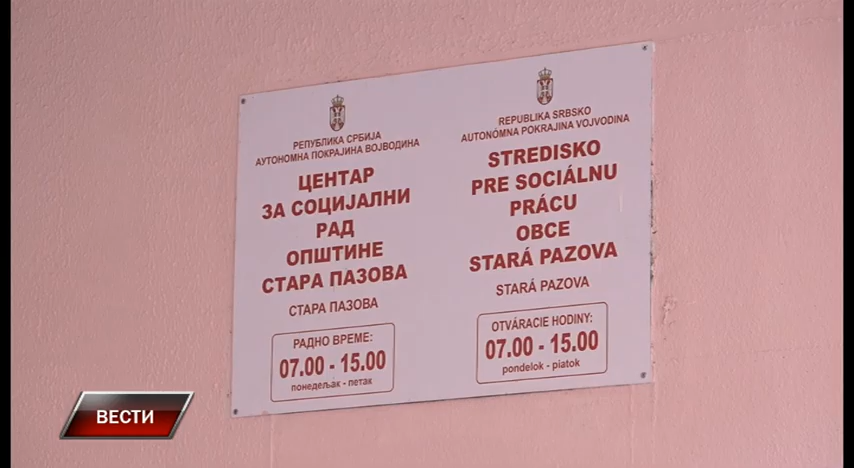 РЕПУБЛИКА СРБИЈА
АУТОНОМНА ПОКРАЈИНА ВОЈВОДИНА
ЦЕНТАР
ЗА СОЦИЈАЛНИ
РАД
ОПШТИНЕ
СТАРА ПАЗОВА
СТАРА ПАЗОВА
РАДНО ВРЕМЕ:
07.00 - 15.00
понедељак - петак
REPUBLIKA SRBSKO
AUTONÓMNA POKRAJINA VOJVODINA
STREDISKO
PRE SOCIÁLNU
PRÁCU
OBCE
STARÁ PAZOVA
STARÁ PAZOVA
OTVÁRACIE HODINY:
07.00 - 15.00
pondelok - piatok
ВЕСТИ